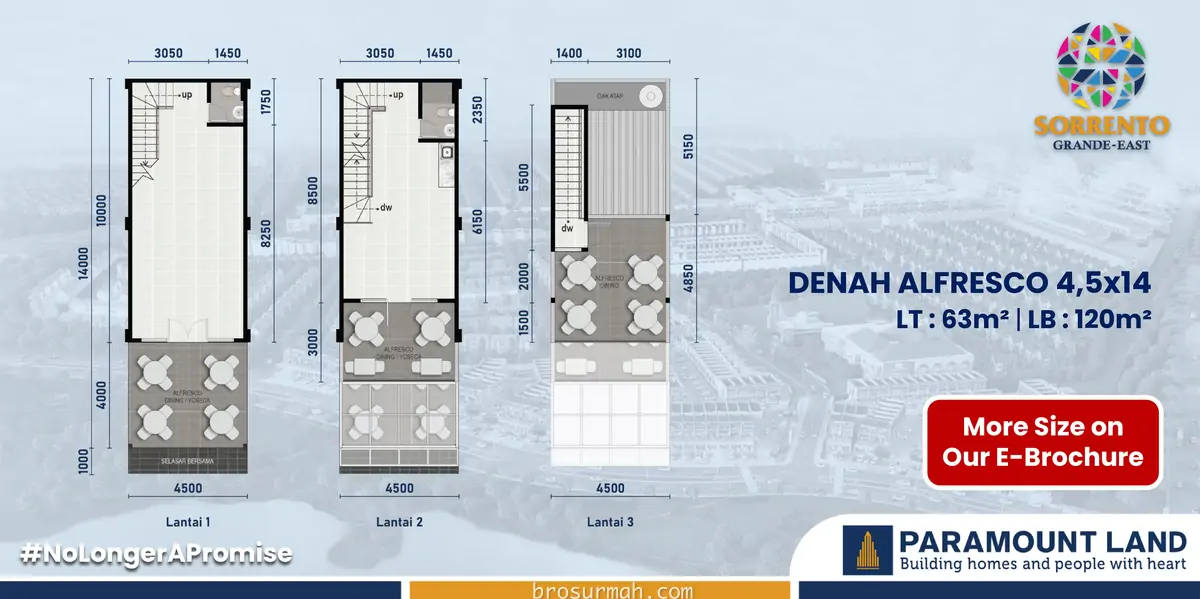 3050 1450
up
1750
10000
14000
8250
4000
1000
ALFRESCO
DINING / YOSEGA
SELASAR BERSAMA
4500
Lantai 1
3050 1450
up
2350
8500
dw
6150
3000
ALFRESCO
DINING / YOSEGA
4500
Lantai 2
1400 3100
DAK ATAP
5150
5500
dw
2000
ALFRESCO
DINING
4850
1500
4500
Lantai 3
SORRENTO
GRANDE-EAST
DENAH ALFRESCO 4,5x14
LT : 63m² | LB : 120m²
More Size on
Our E-Brochure
#NoLongerAPromise
PARAMOUNT LAND
Building homes and people with heart
brosurmah.com